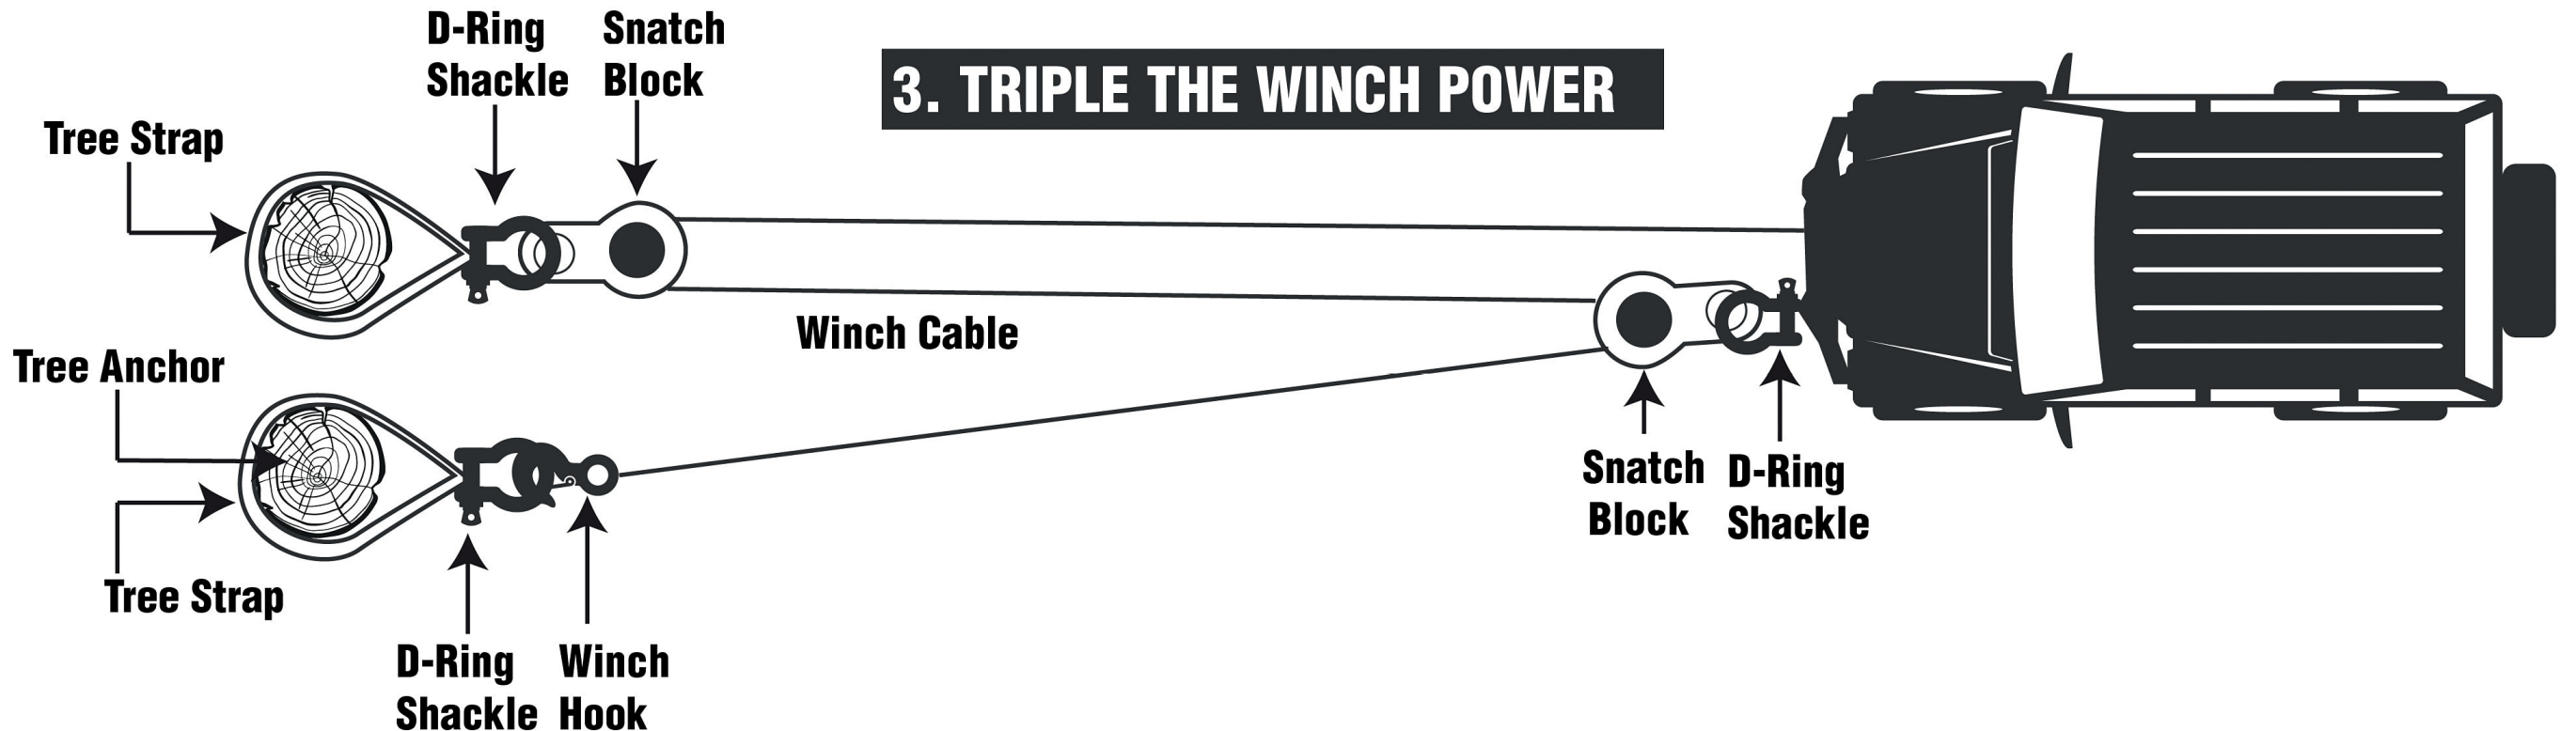 D-Ring
Shackle
Snatch
Block
3. TRIPLE THE WINCH POWER
Tree Strap
Winch Cable
Tree Anchor
Snatch
Block
D-Ring
Shackle
Tree Strap
D-Ring
Shackle
Winch
Hook